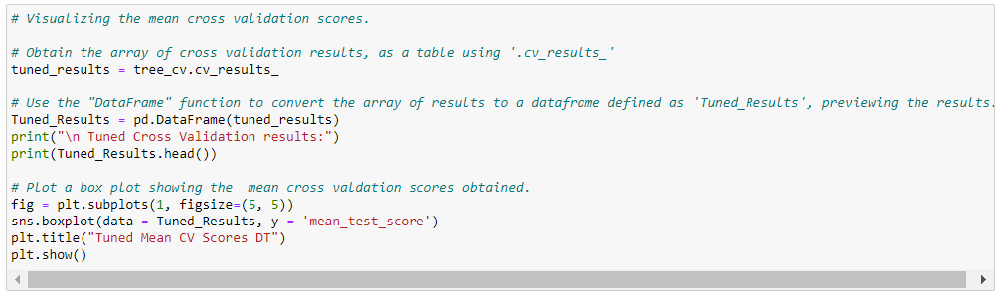 # Visualizing the mean cross validation scores.
# Obtain the array of cross validation results, as a table using '.cv_results_'
tuned_results = tree_cv.cv_results_
# Use the "DataFrame" function to convert the array of results to a dataframe defined as 'Tuned_Results', previewing the results.
Tuned_Results = pd.DataFrame(tuned_results)
print("\n Tuned Cross Validation results:")
print(Tuned_Results.head())
# Plot a box plot showing the  mean cross valdation scores obtained.
fig = plt.subplots(1, figsize=(5, 5))
sns.boxplot(data = Tuned_Results, y = 'mean_test_score')
plt.title("Tuned Mean CV Scores DT")
plt.show()